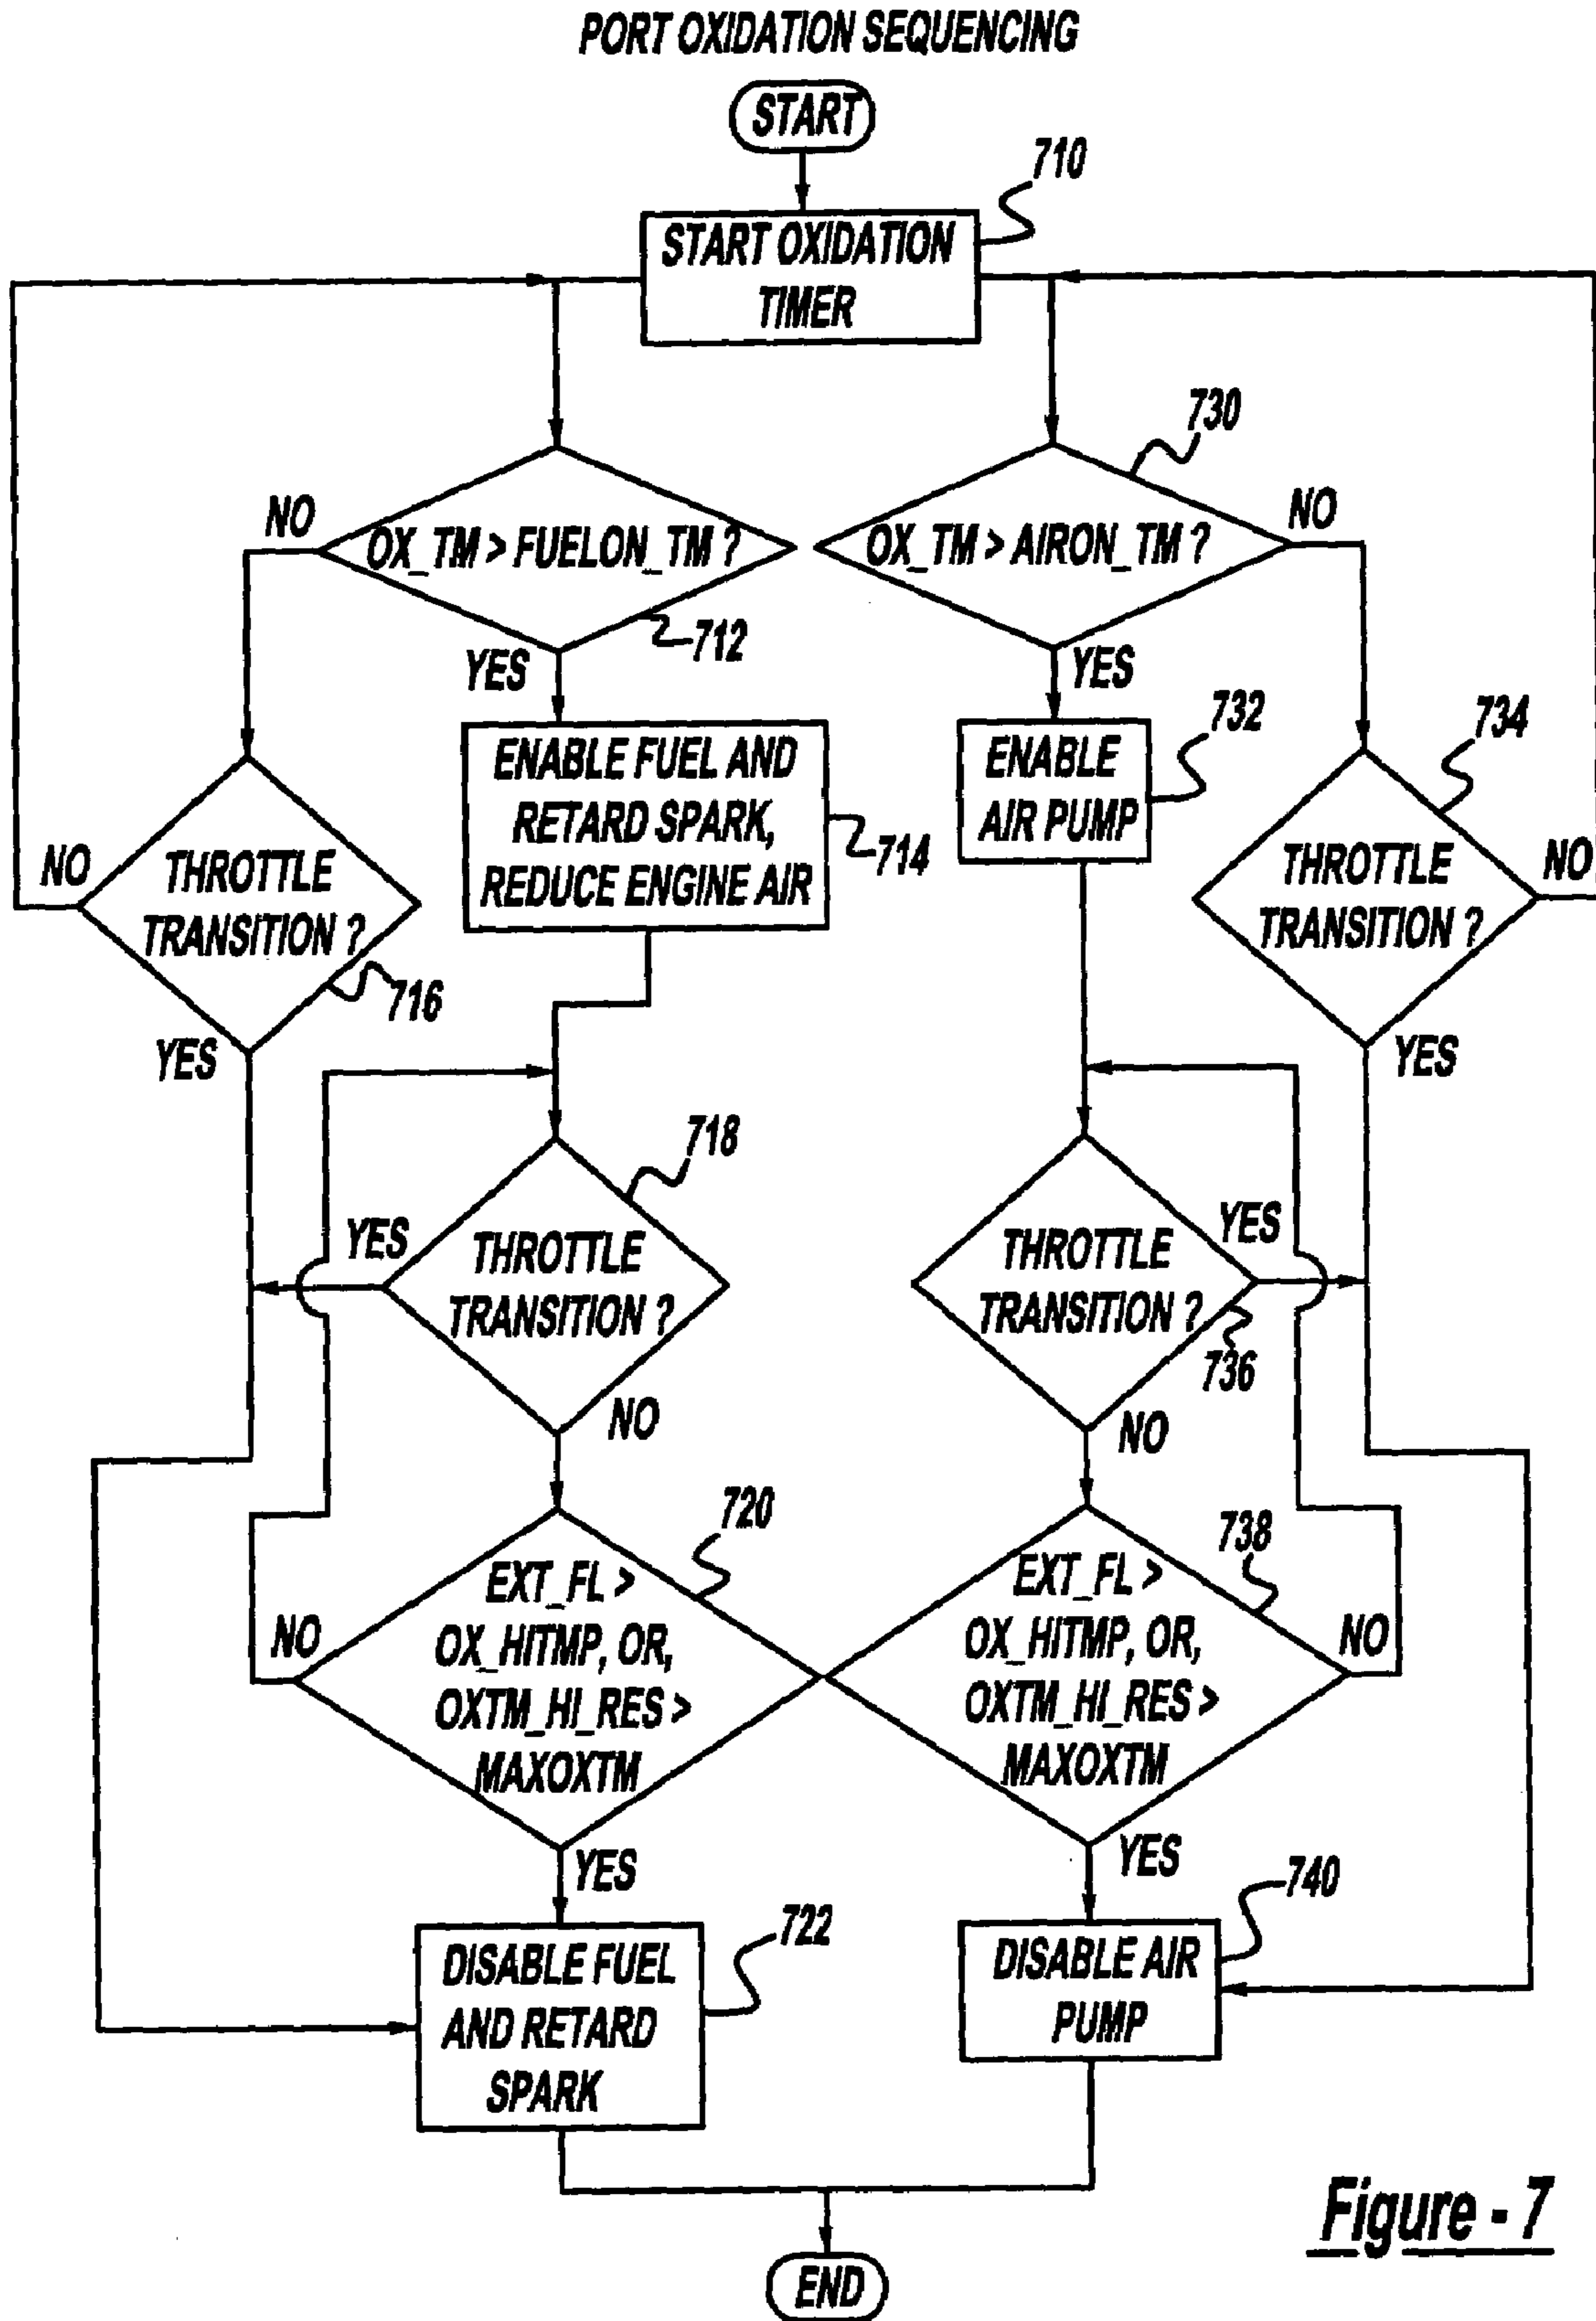 PORT OXIDATION SEQUENCING
START
710
START OXIDATION
TIMER
730
NO
OX_TM > FUELON_TM ?
OX_TM > AIRON_TM ?
NO
712
YES
YES
ENABLE FUEL AND
RETARD SPARK,
REDUCE ENGINE AIR
714
ENABLE
AIR PUMP
732
734
NO
THROTTLE
TRANSITION ?
716
YES
THROTTLE
TRANSITION ?
NO
YES
718
YES
THROTTLE
TRANSITION ?
NO
THROTTLE
TRANSITION ?
YES
736
NO
720
NO
EXT_FL >
OX_HITMP, OR,
OXTM_HI_RES >
MAXOXTM
YES
738
EXT_FL >
OX_HITMP, OR,
OXTM_HI_RES >
MAXOXTM
NO
YES
722
DISABLE FUEL
AND RETARD
SPARK
740
DISABLE AIR
PUMP
END
Figure - 7